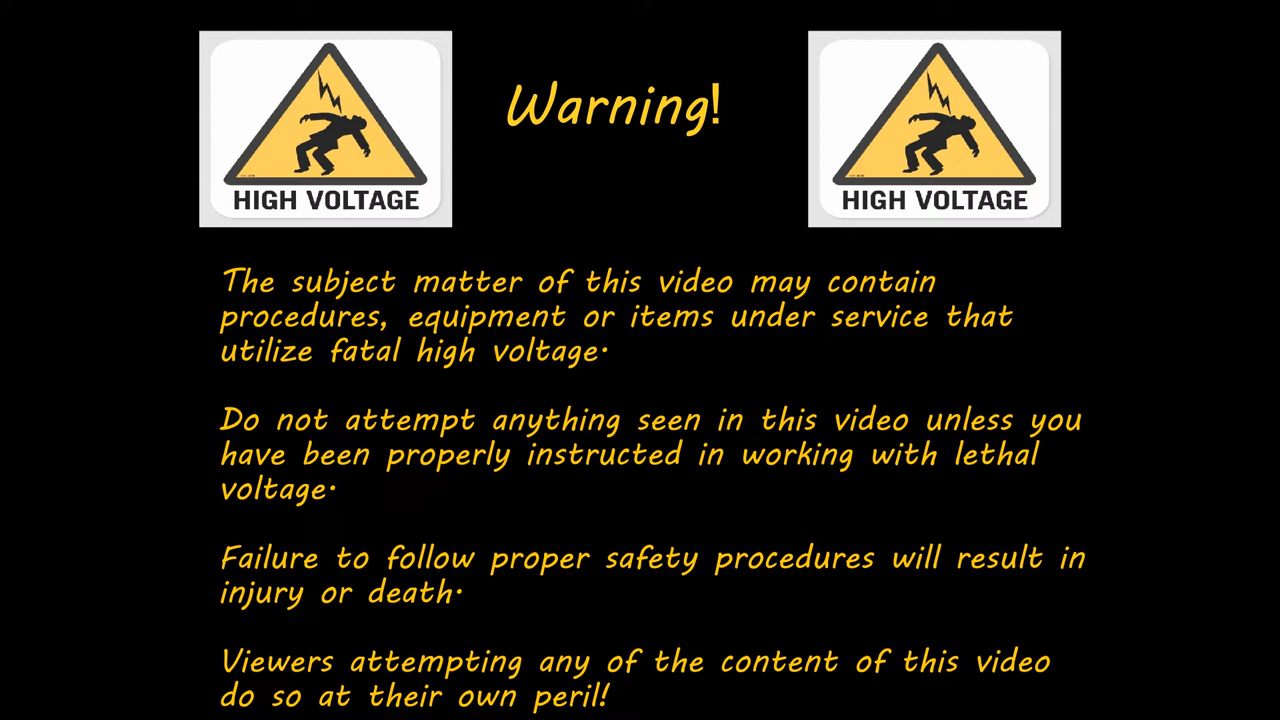 Warning!
HIGH VOLTAGE
HIGH VOLTAGE
The subject matter of this video may contain
procedures, equipment or items under service that
utilize fatal high voltage.
Do not attempt anything seen in this video unless you
have been properly instructed in working with lethal
voltage.
Failure to follow proper safety procedures will result in
injury or death.
Viewers attempting any of the content of this video
do so at their own peril!